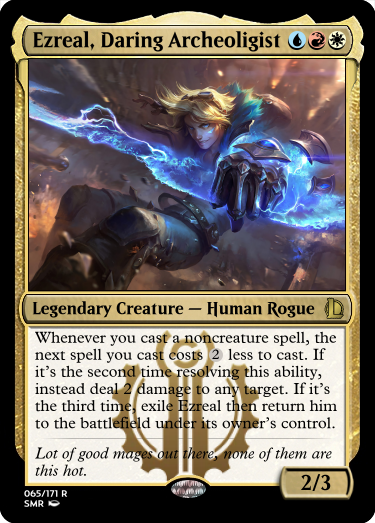 Ezreal, Daring Archeoligist
Legendary Creature — Human Rogue
Whenever you cast a noncreature spell, the
next spell you cast costs 2 less to cast. If
it's the second time resolving this ability,
instead deal 2 damage to any target. If it's
the third time, exile Ezreal then return him
to the battlefield under its owner's control.
Lot of good mages out there, none of them are
this hot.
2/3
065/171 R
SMR